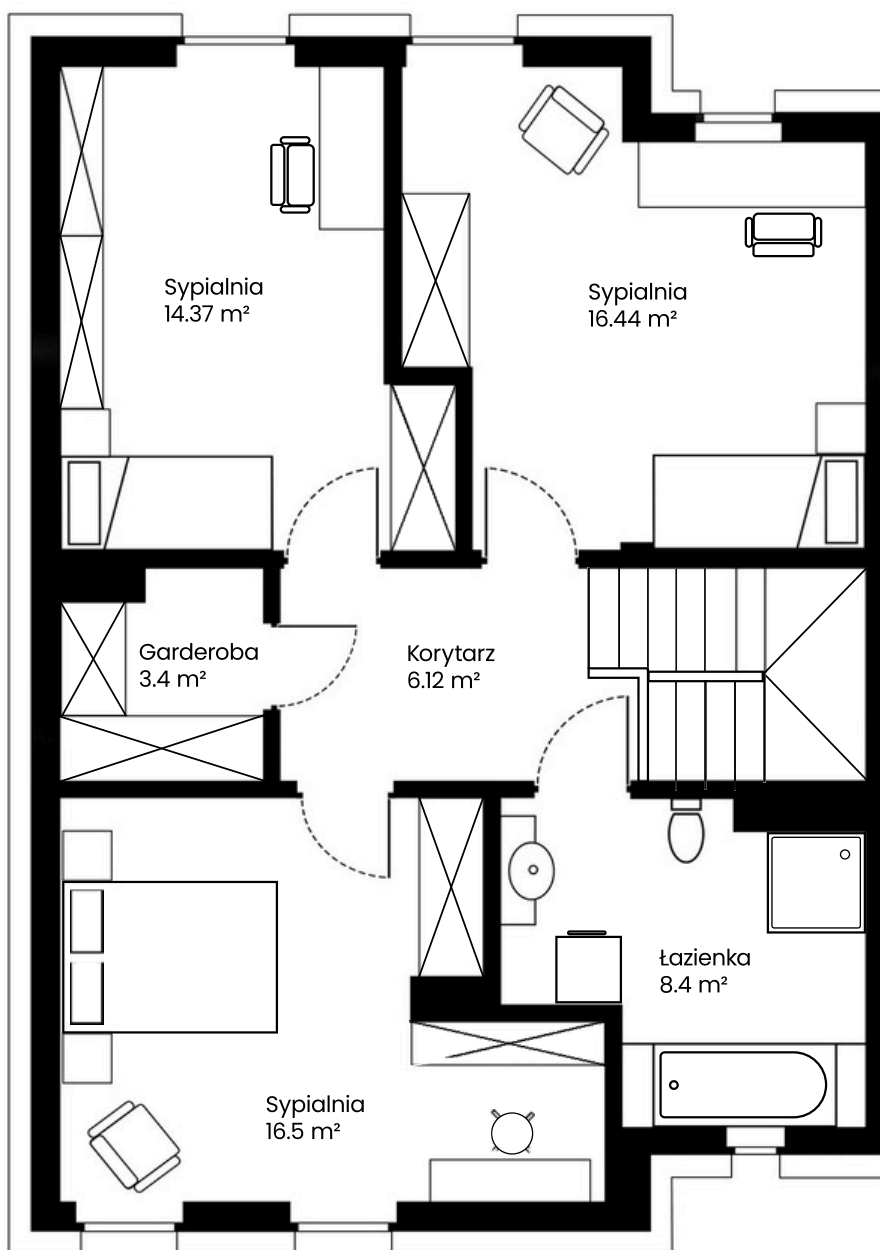 Sypialnia
14.37 m²
Sypialnia
16.44 m²
Garderoba
3.4 m²
Korytarz
6.12 m²
Łazienka
8.4 m²
Sypialnia
16.5 m²